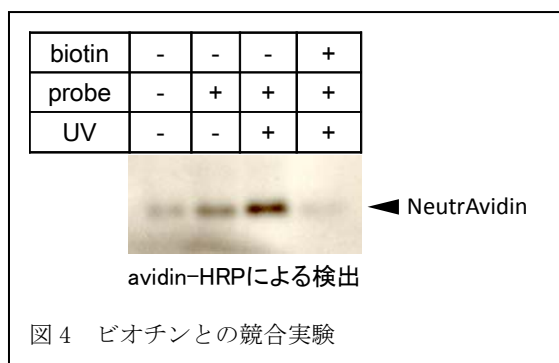 biotin - - - +
probe - + + +
UV - - + +
NeutrAvidin
avidin-HRPによる検出
図 4 ビオチンとの競合実験